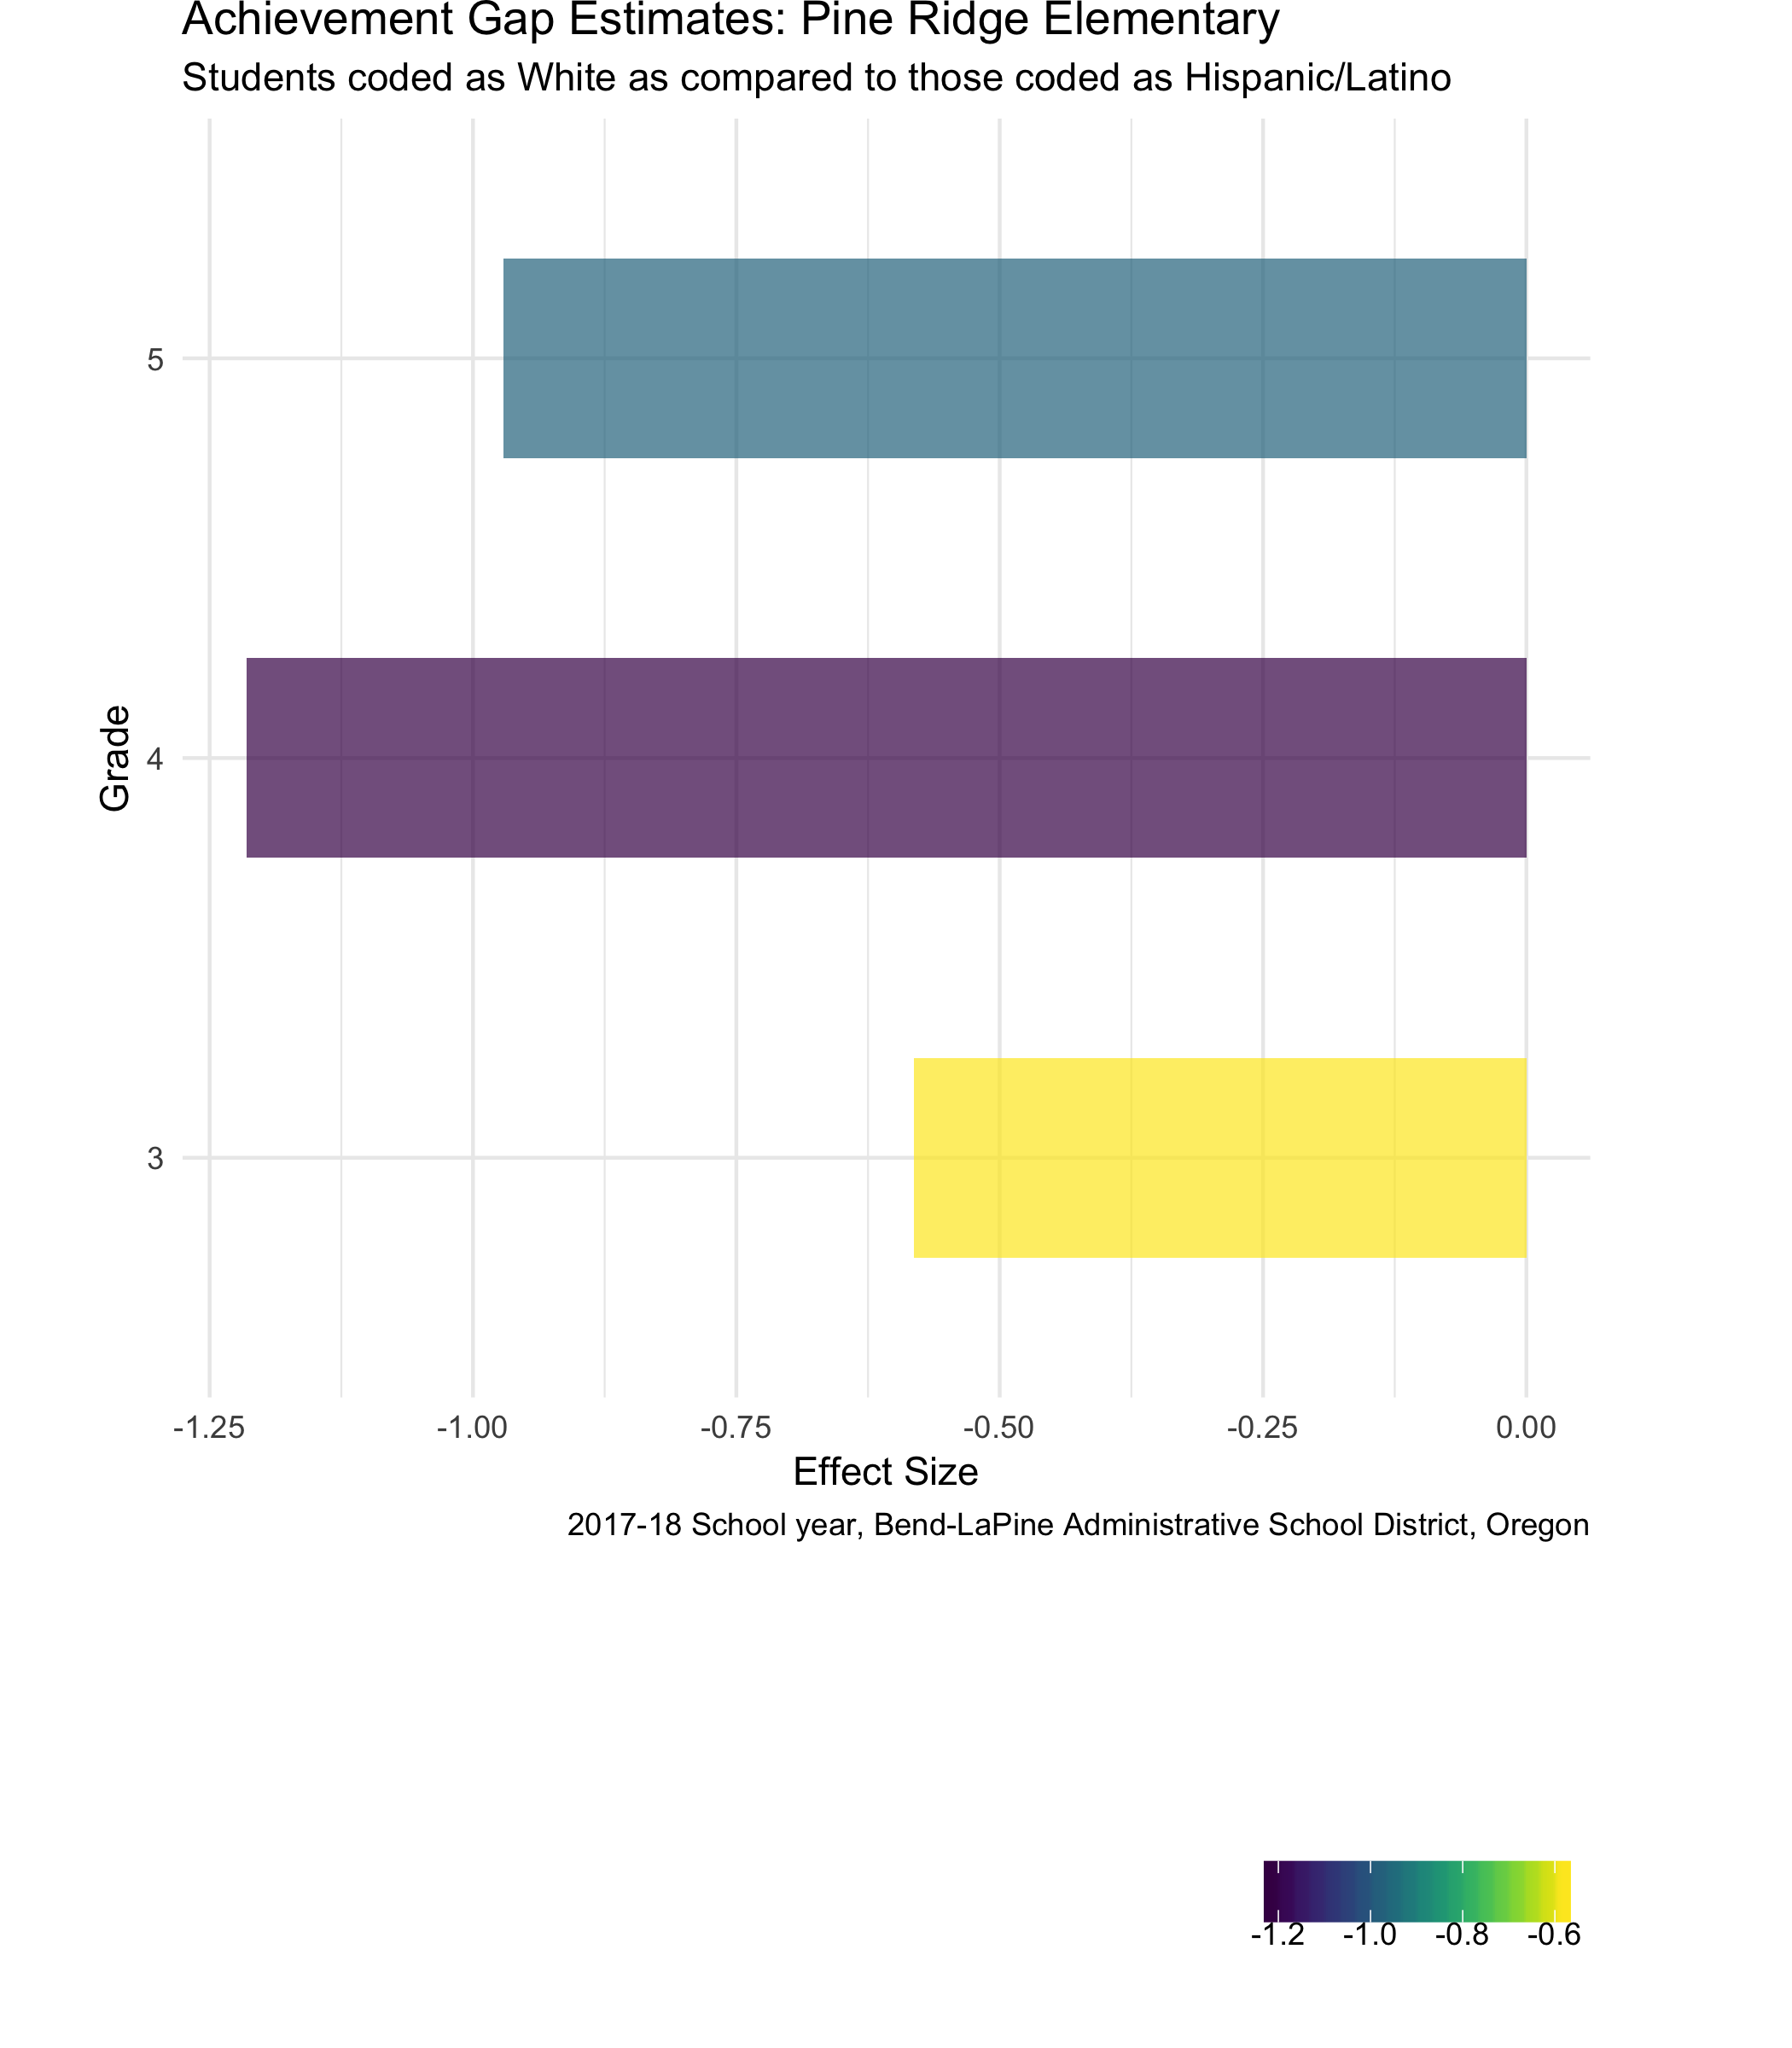 Achievement Gap Estimates: Pine Ridge Elementary
Students coded as White as compared to those coded as Hispanic/Latino
5
4
3
Grade
-1.25 -1.00 -0.75 -0.50 -0.25 0.00
Effect Size
2017-18 School year, Bend-LaPine Administrative School District, Oregon
-1.2 -1.0 -0.8 -0.6